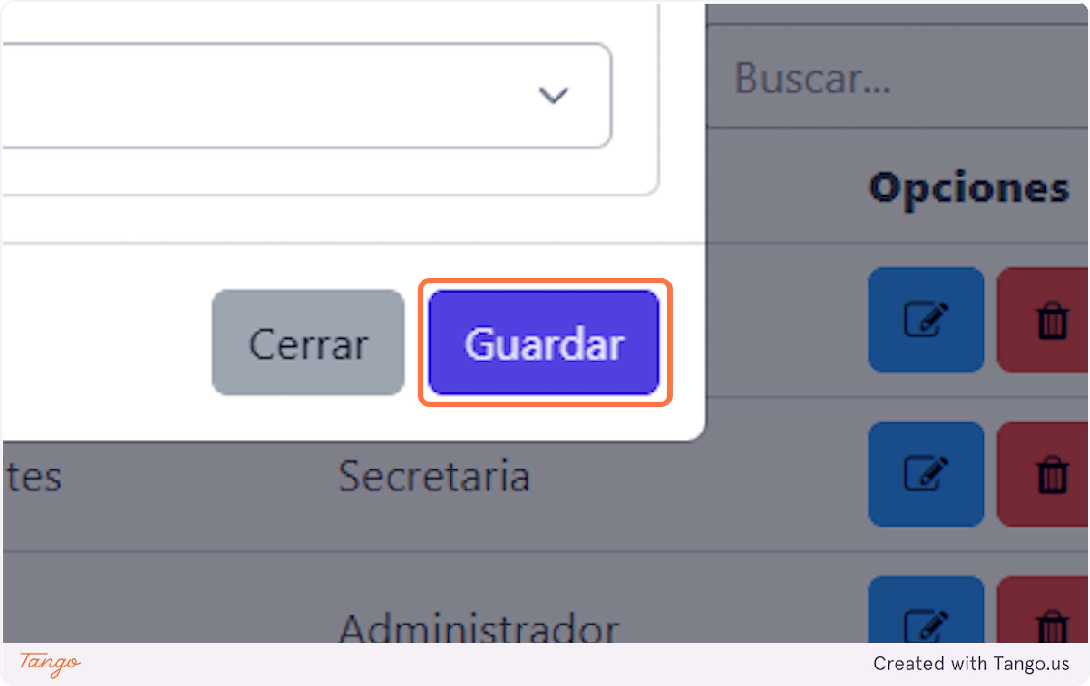 Buscar...
Opciones
Cerrar
Guardar
tes
Secretaria
Administrador
Tango
Created with Tango.us